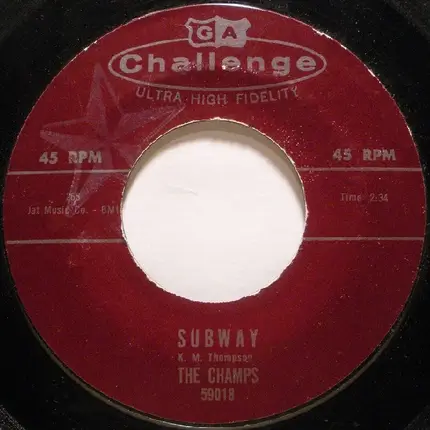 GA
Challenge
ULTRA-HIGH FIDELITY
45 RPM
45 RPM
Jat Music Co. - BMI
Time 2:34
SUBWAY
K. M. Thompson
THE CHAMPS
59018